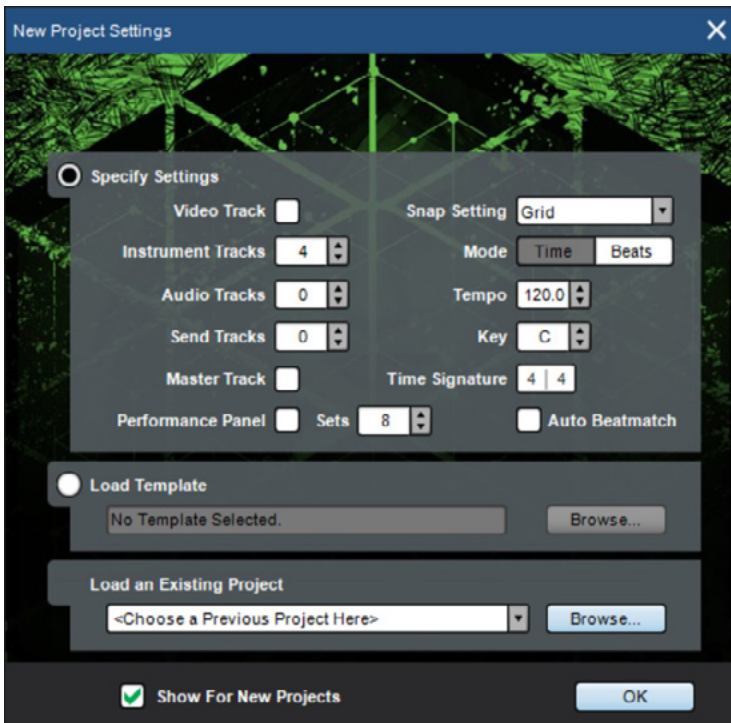 New Project Settings
Specify Settings
Video Track
Snap Setting Grid
Instrument Tracks 4
Mode Time Beats
Audio Tracks 0
Tempo 120.0
Send Tracks 0
Key C
Master Track
Time Signature 4 | 4
Performance Panel Sets 8
Auto Beatmatch
Load Template
No Template Selected. Browse...
Load an Existing Project
<Choose a Previous Project Here> Browse...
Show For New Projects OK